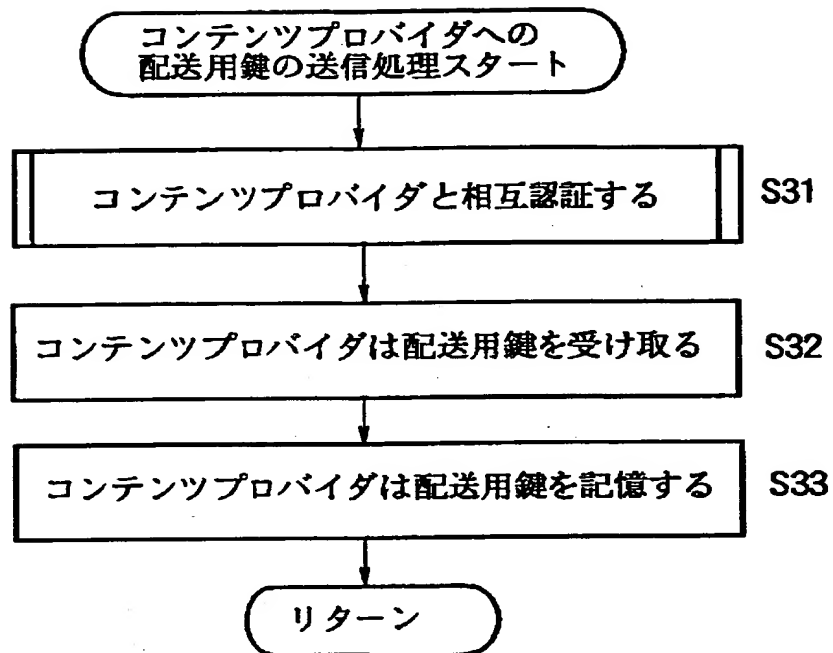 コンテンツプロバイダへの
配送用鍵の送信処理スタート
コンテンツプロバイダと相互認証する
S31
コンテンツプロバイダは配送用鍵を受け取る
S32
コンテンツプロバイダは配送用鍵を記憶する
S33
リターン